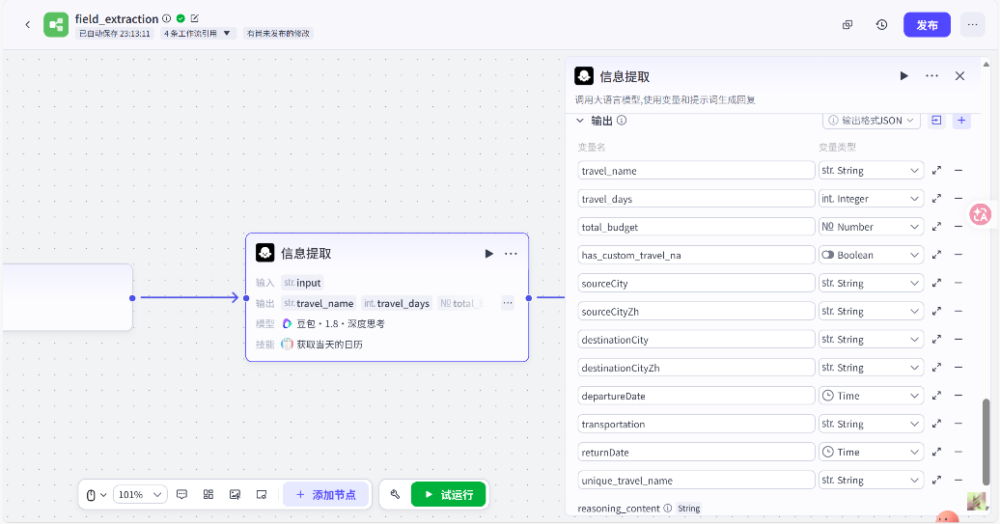 field_extraction
已自动保存 23:13:11 4 条工作流引用 有尚未发布的修改
发布
信息提取
调用大语言模型,使用变量和提示词生成回复
输出 输出格式JSON
变量名 变量类型
travel_name str. String
travel_days int. Integer
total_budget № Number
has_custom_travel_na Boolean
sourceCity str. String
sourceCityZh str. String
destinationCity str. String
destinationCityZh str. String
departureDate Time
transportation str. String
returnDate Time
unique_travel_name str. String
reasoning_content String
信息提取
输入 str. input
输出 str. travel_name int. travel_days № total_
模型 豆包・1.8・深度思考
技能 获取当天的日历
101% 添加节点 试运行